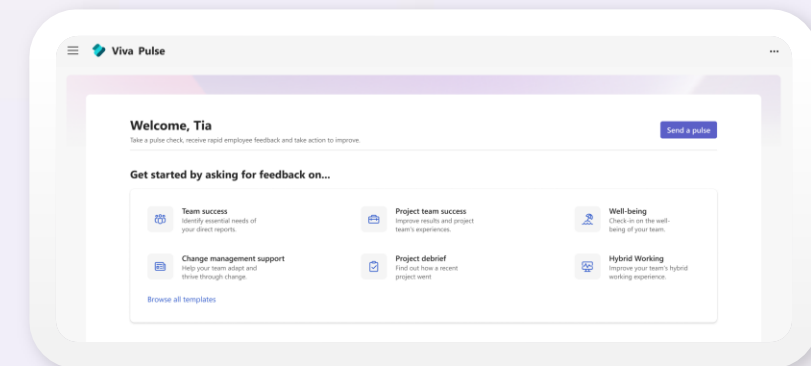 Viva Pulse
...
Welcome, Tia
Send a pulse
Take a pulse check, receive rapid employee feedback and take action to improve.
Get started by asking for feedback on...
Team success
Identify essential needs of
your direct reports.
Project team success
Improve results and project
team's experiences.
Well-being
Check-in on the well-
being of your team.
Change management support
Help your team adapt and
thrive through change.
Project debrief
Find out how a recent
project went
Hybrid Working
Improve your team's hybrid
working experience.
Browse all templates